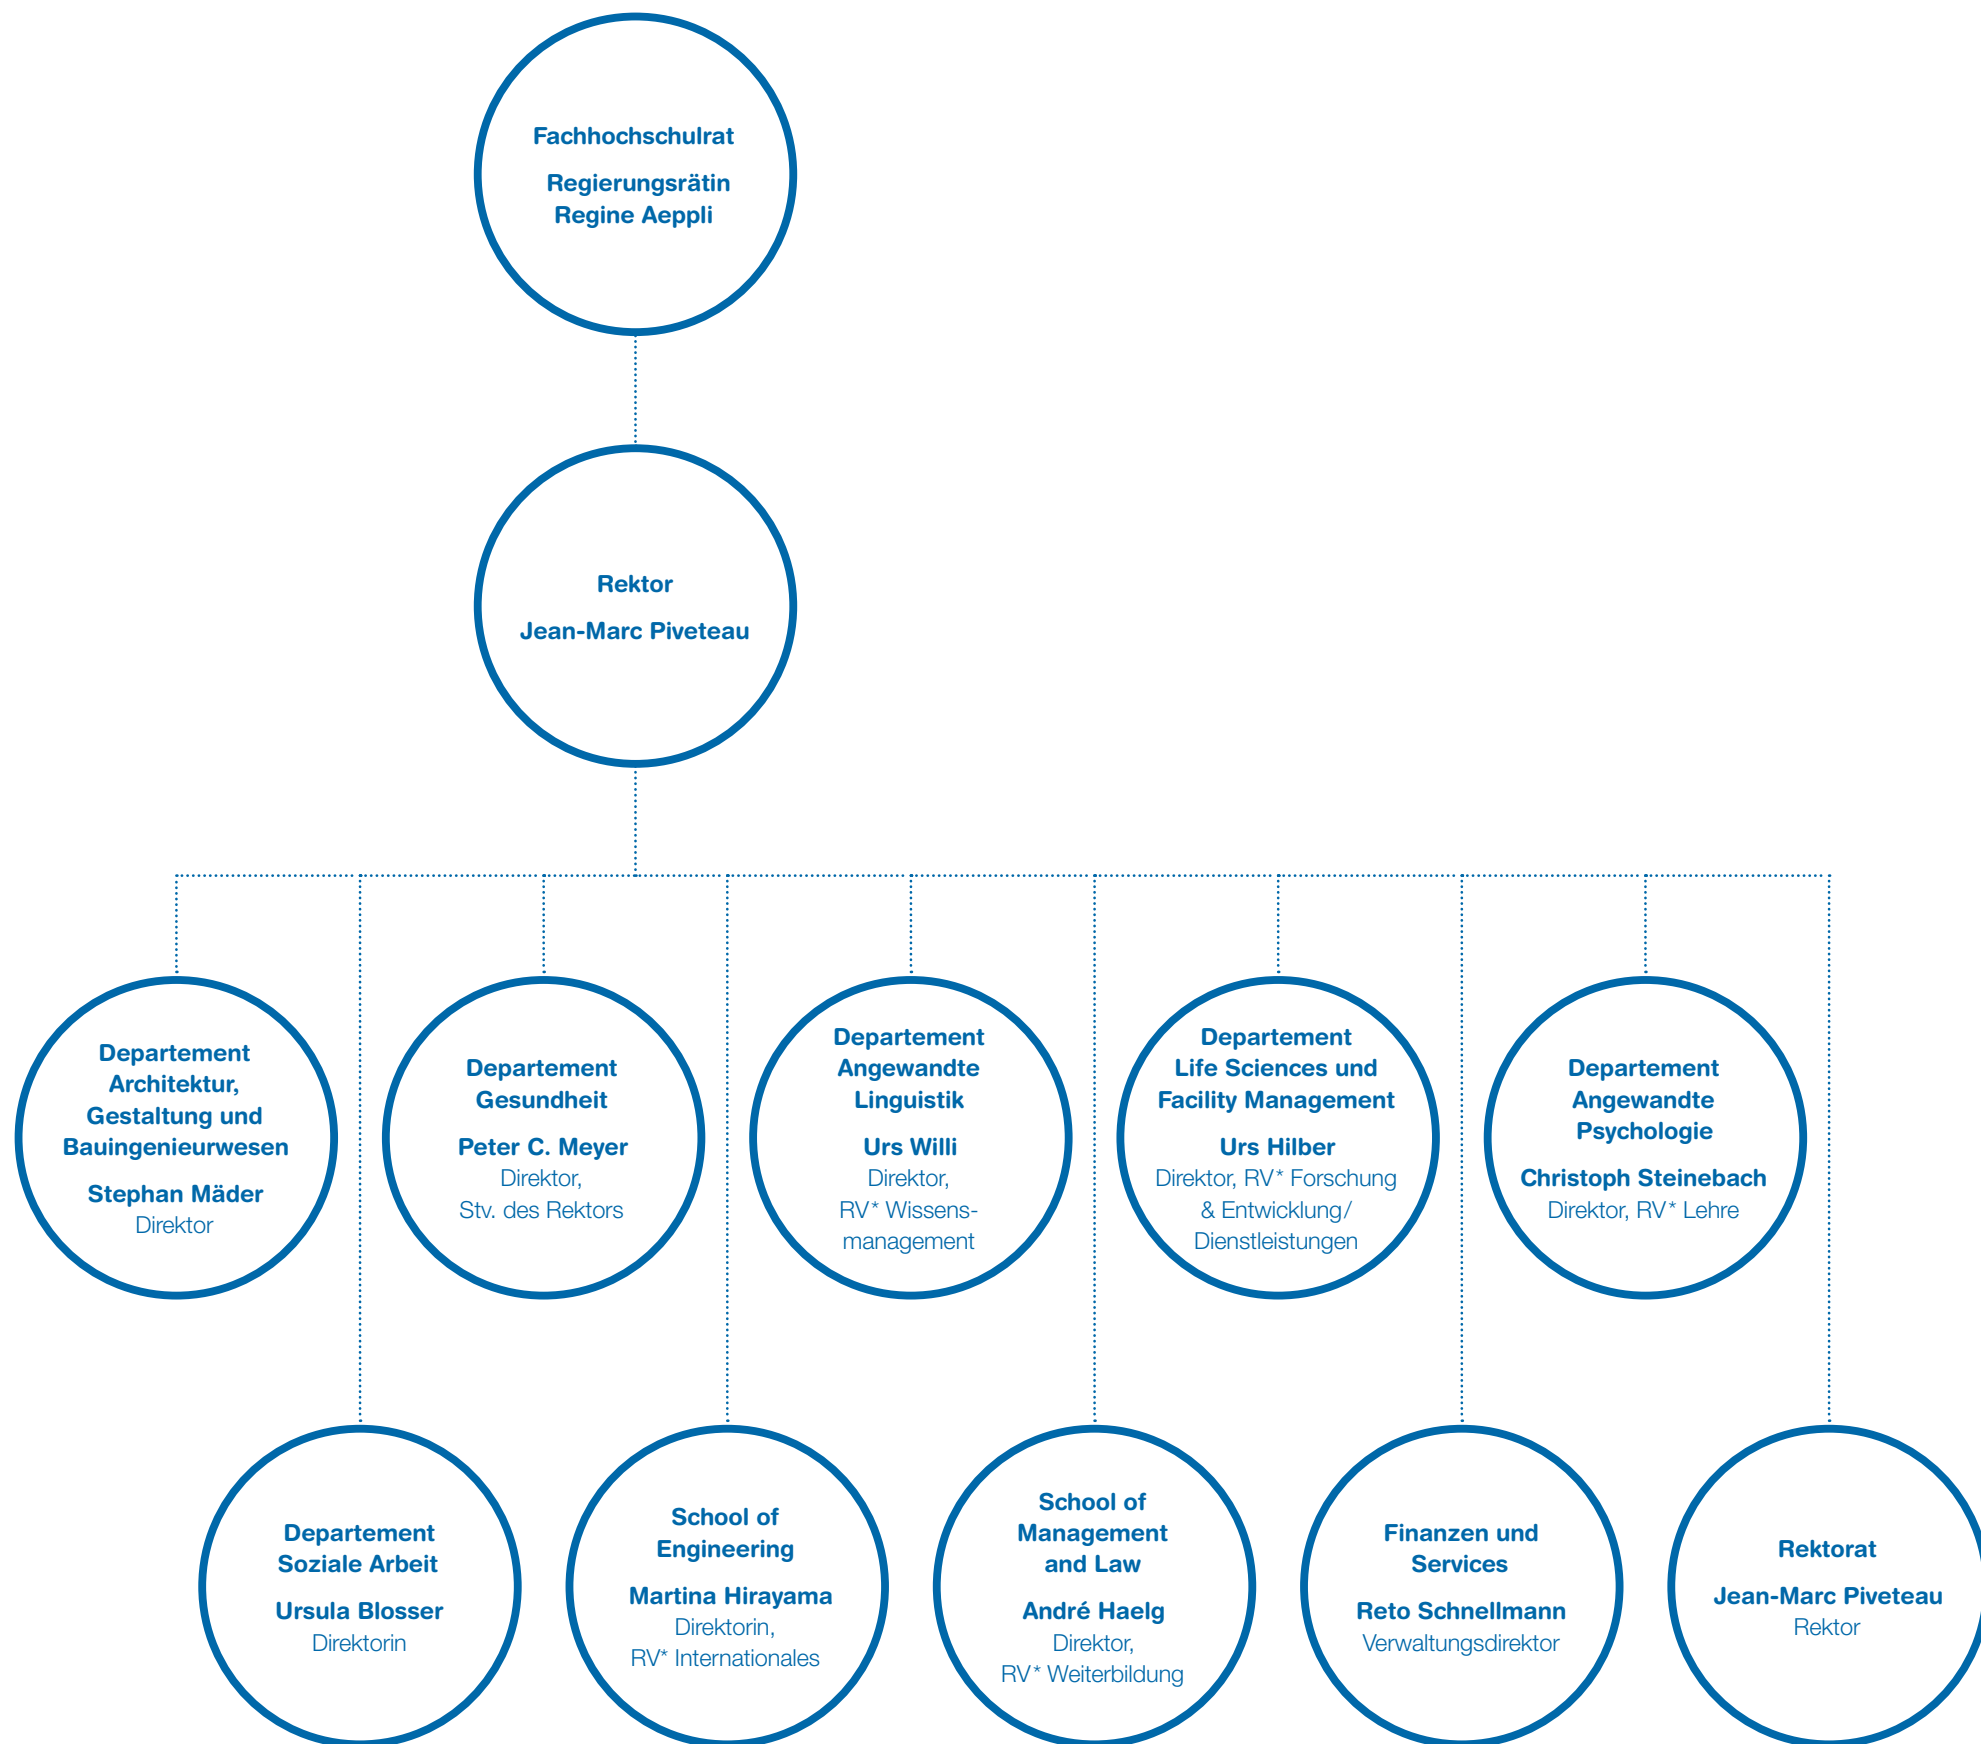 Fachhochschulrat
Regierungsrätin
Regine Aeppli
Rektor
Jean-Marc Piveteau
Departement
Architektur,
Gestaltung und
Bauingenieurwesen
Stephan Mäder
Direktor
Departement
Gesundheit
Peter C. Meyer
Direktor,
Stv. des Rektors
Departement
Angewandte
Linguistik
Urs Willi
Direktor,
RV* Wissens-
management
Departement
Life Sciences und
Facility Management
Urs Hilber
Direktor, RV* Forschung
& Entwicklung/
Dienstleistungen
Departement
Angewandte
Psychologie
Christoph Steinebach
Direktor, RV* Lehre
Departement
Soziale Arbeit
Ursula Blosser
Direktorin
School of
Engineering
Martina Hirayama
Direktorin,
RV* Internationales
School of
Management
and Law
André Haelg
Direktor,
RV* Weiterbildung
Finanzen und
Services
Reto Schnellmann
Verwaltungsdirektor
Rektorat
Jean-Marc Piveteau
Rektor